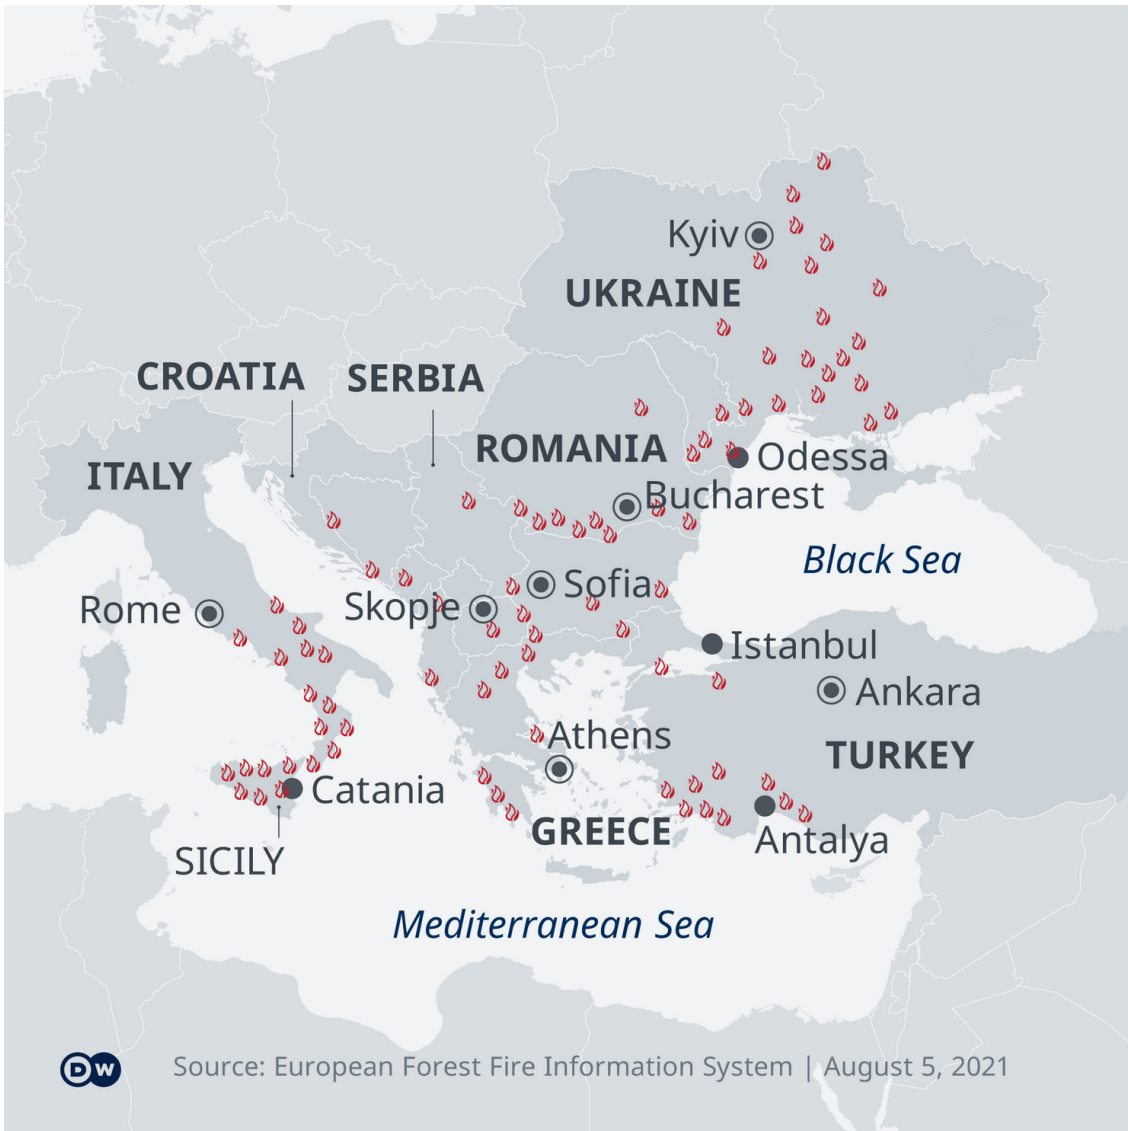 Kyiv
UKRAINE
CROATIA
SERBIA
ROMANIA
ITALY
Odessa
Bucharest
Black Sea
Sofia
Rome
Skopje
Istanbul
Ankara
Athens
TURKEY
Catania
GREECE
Antalya
SICILY
Mediterranean Sea
DW
Source: European Forest Fire Information System | August 5, 2021